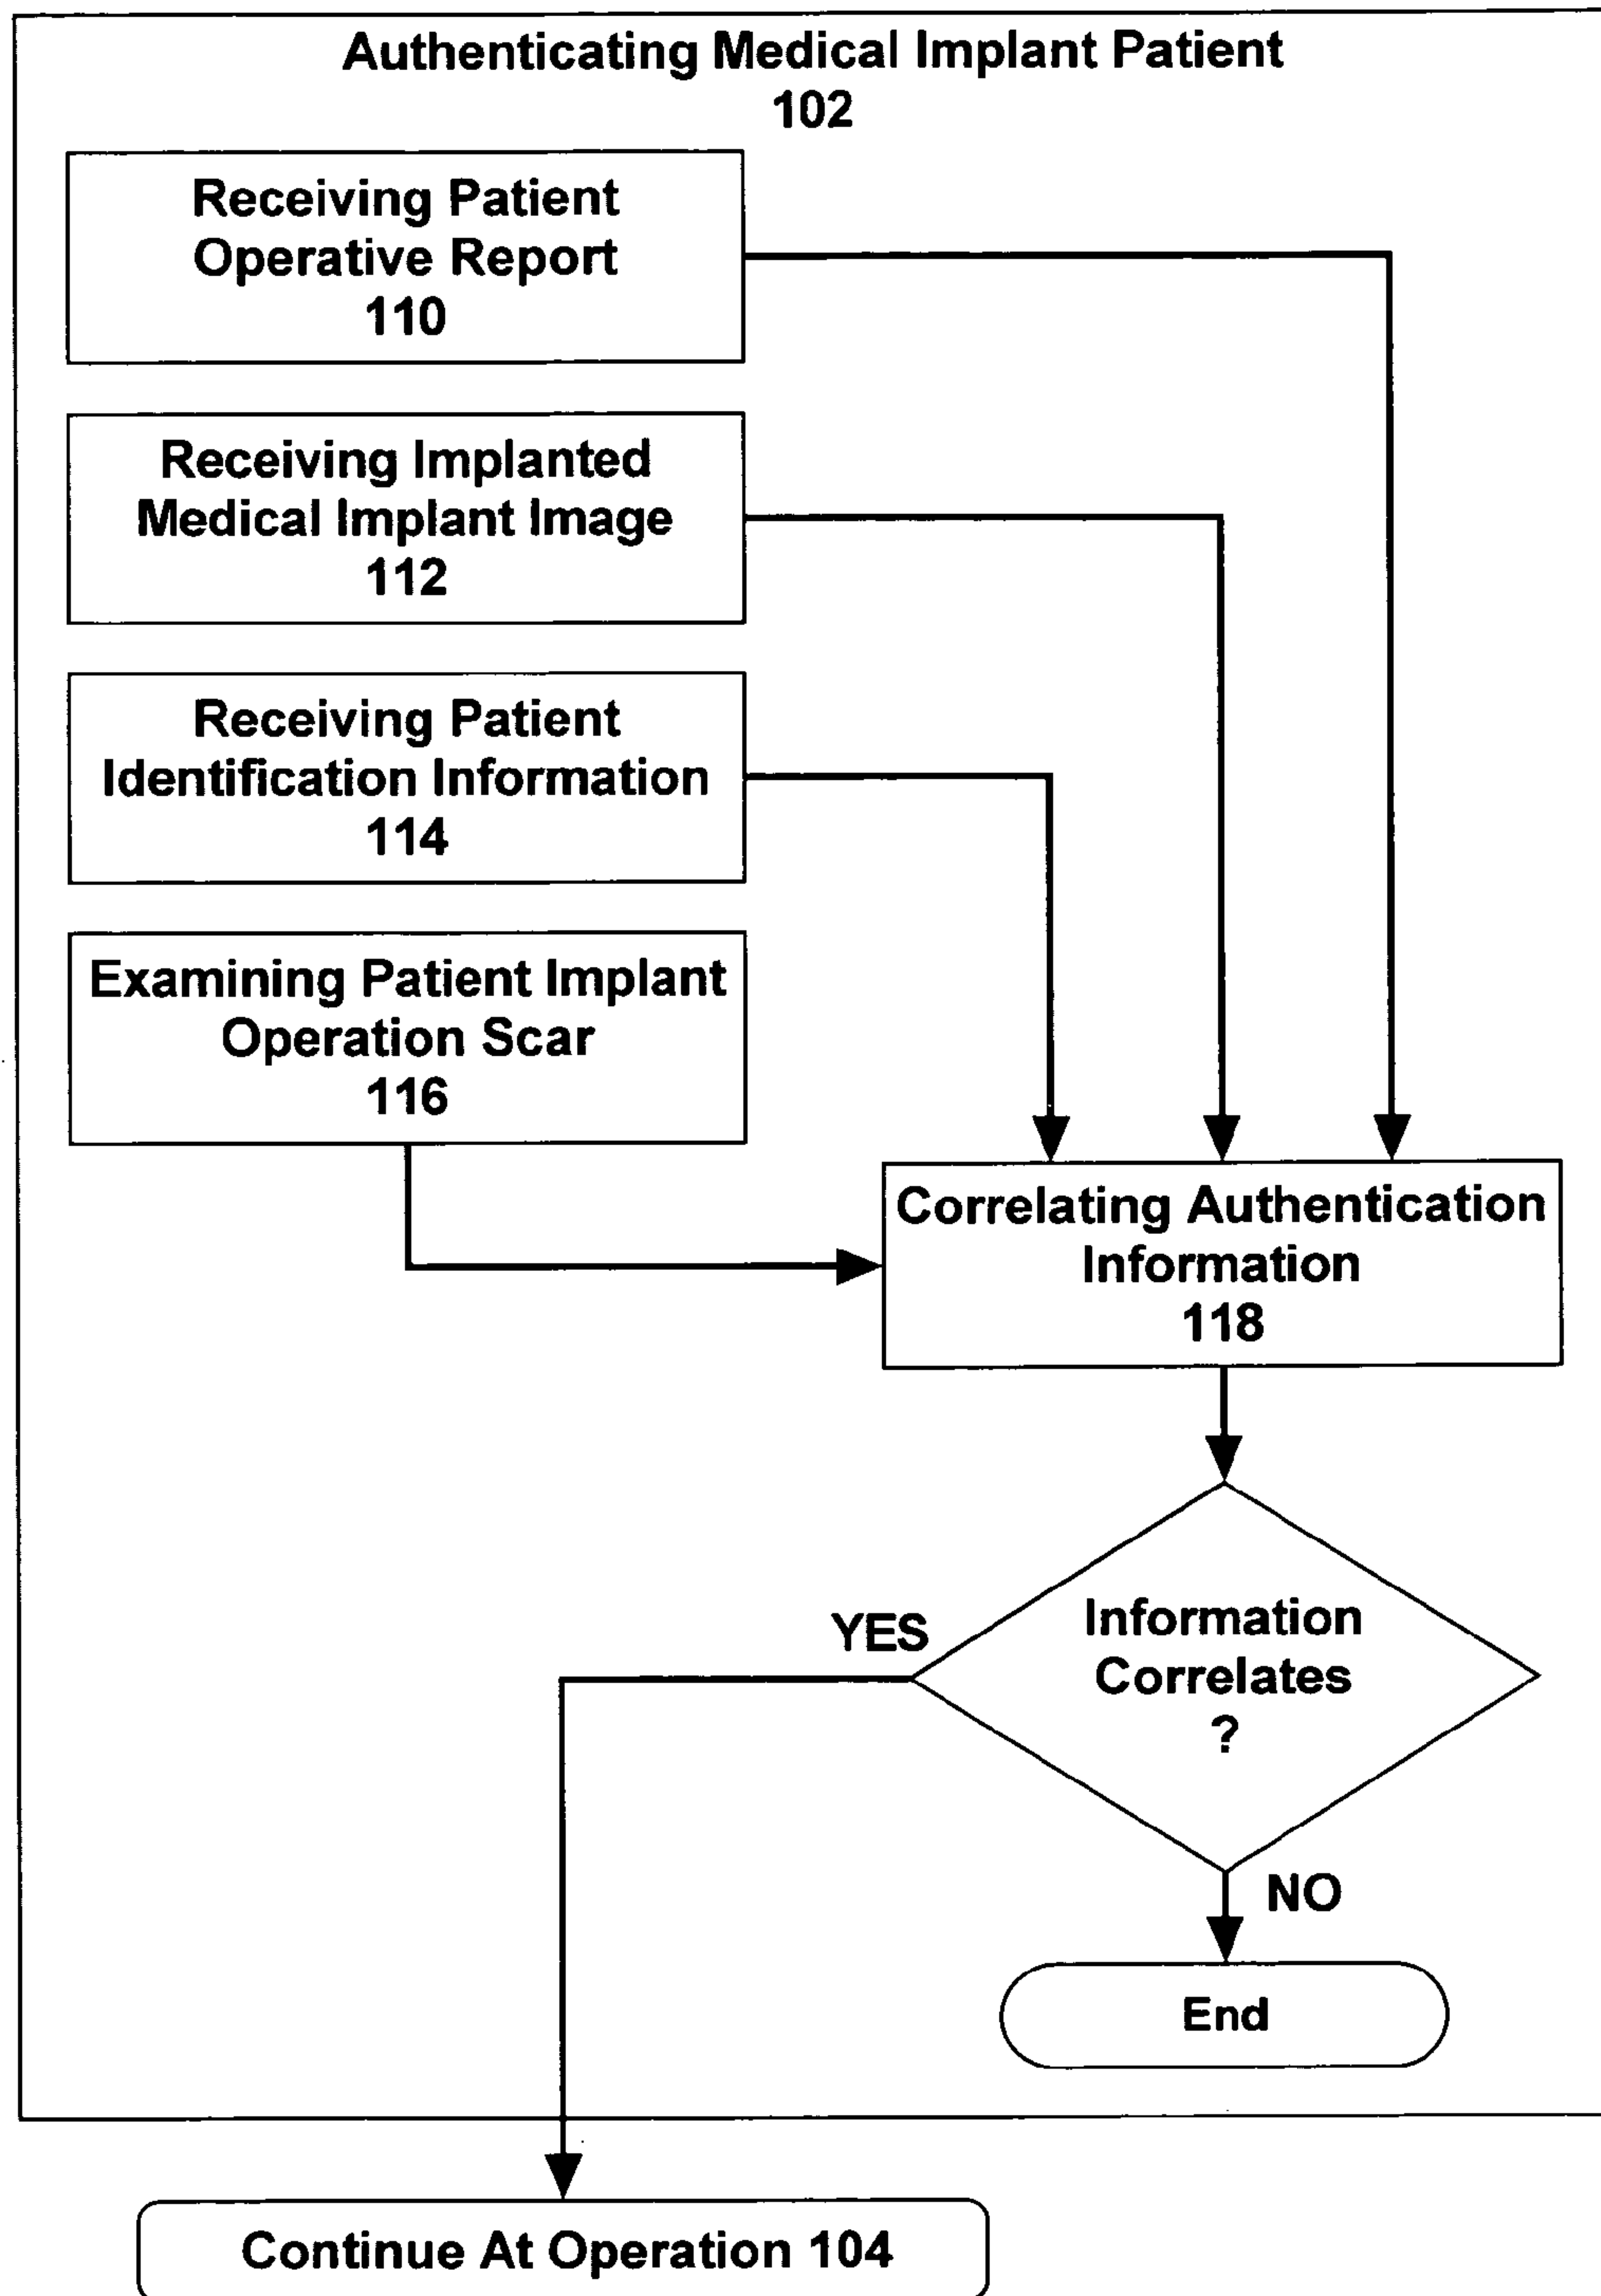 Authenticating Medical Implant Patient
102
Receiving Patient
Operative Report
110
Receiving Implanted
Medical Implant Image
112
Receiving Patient
Identification Information
114
Examining Patient Implant
Operation Scar
116
Correlating Authentication
Information
118
Information
Correlates
?
YES
NO
End
Continue At Operation 104